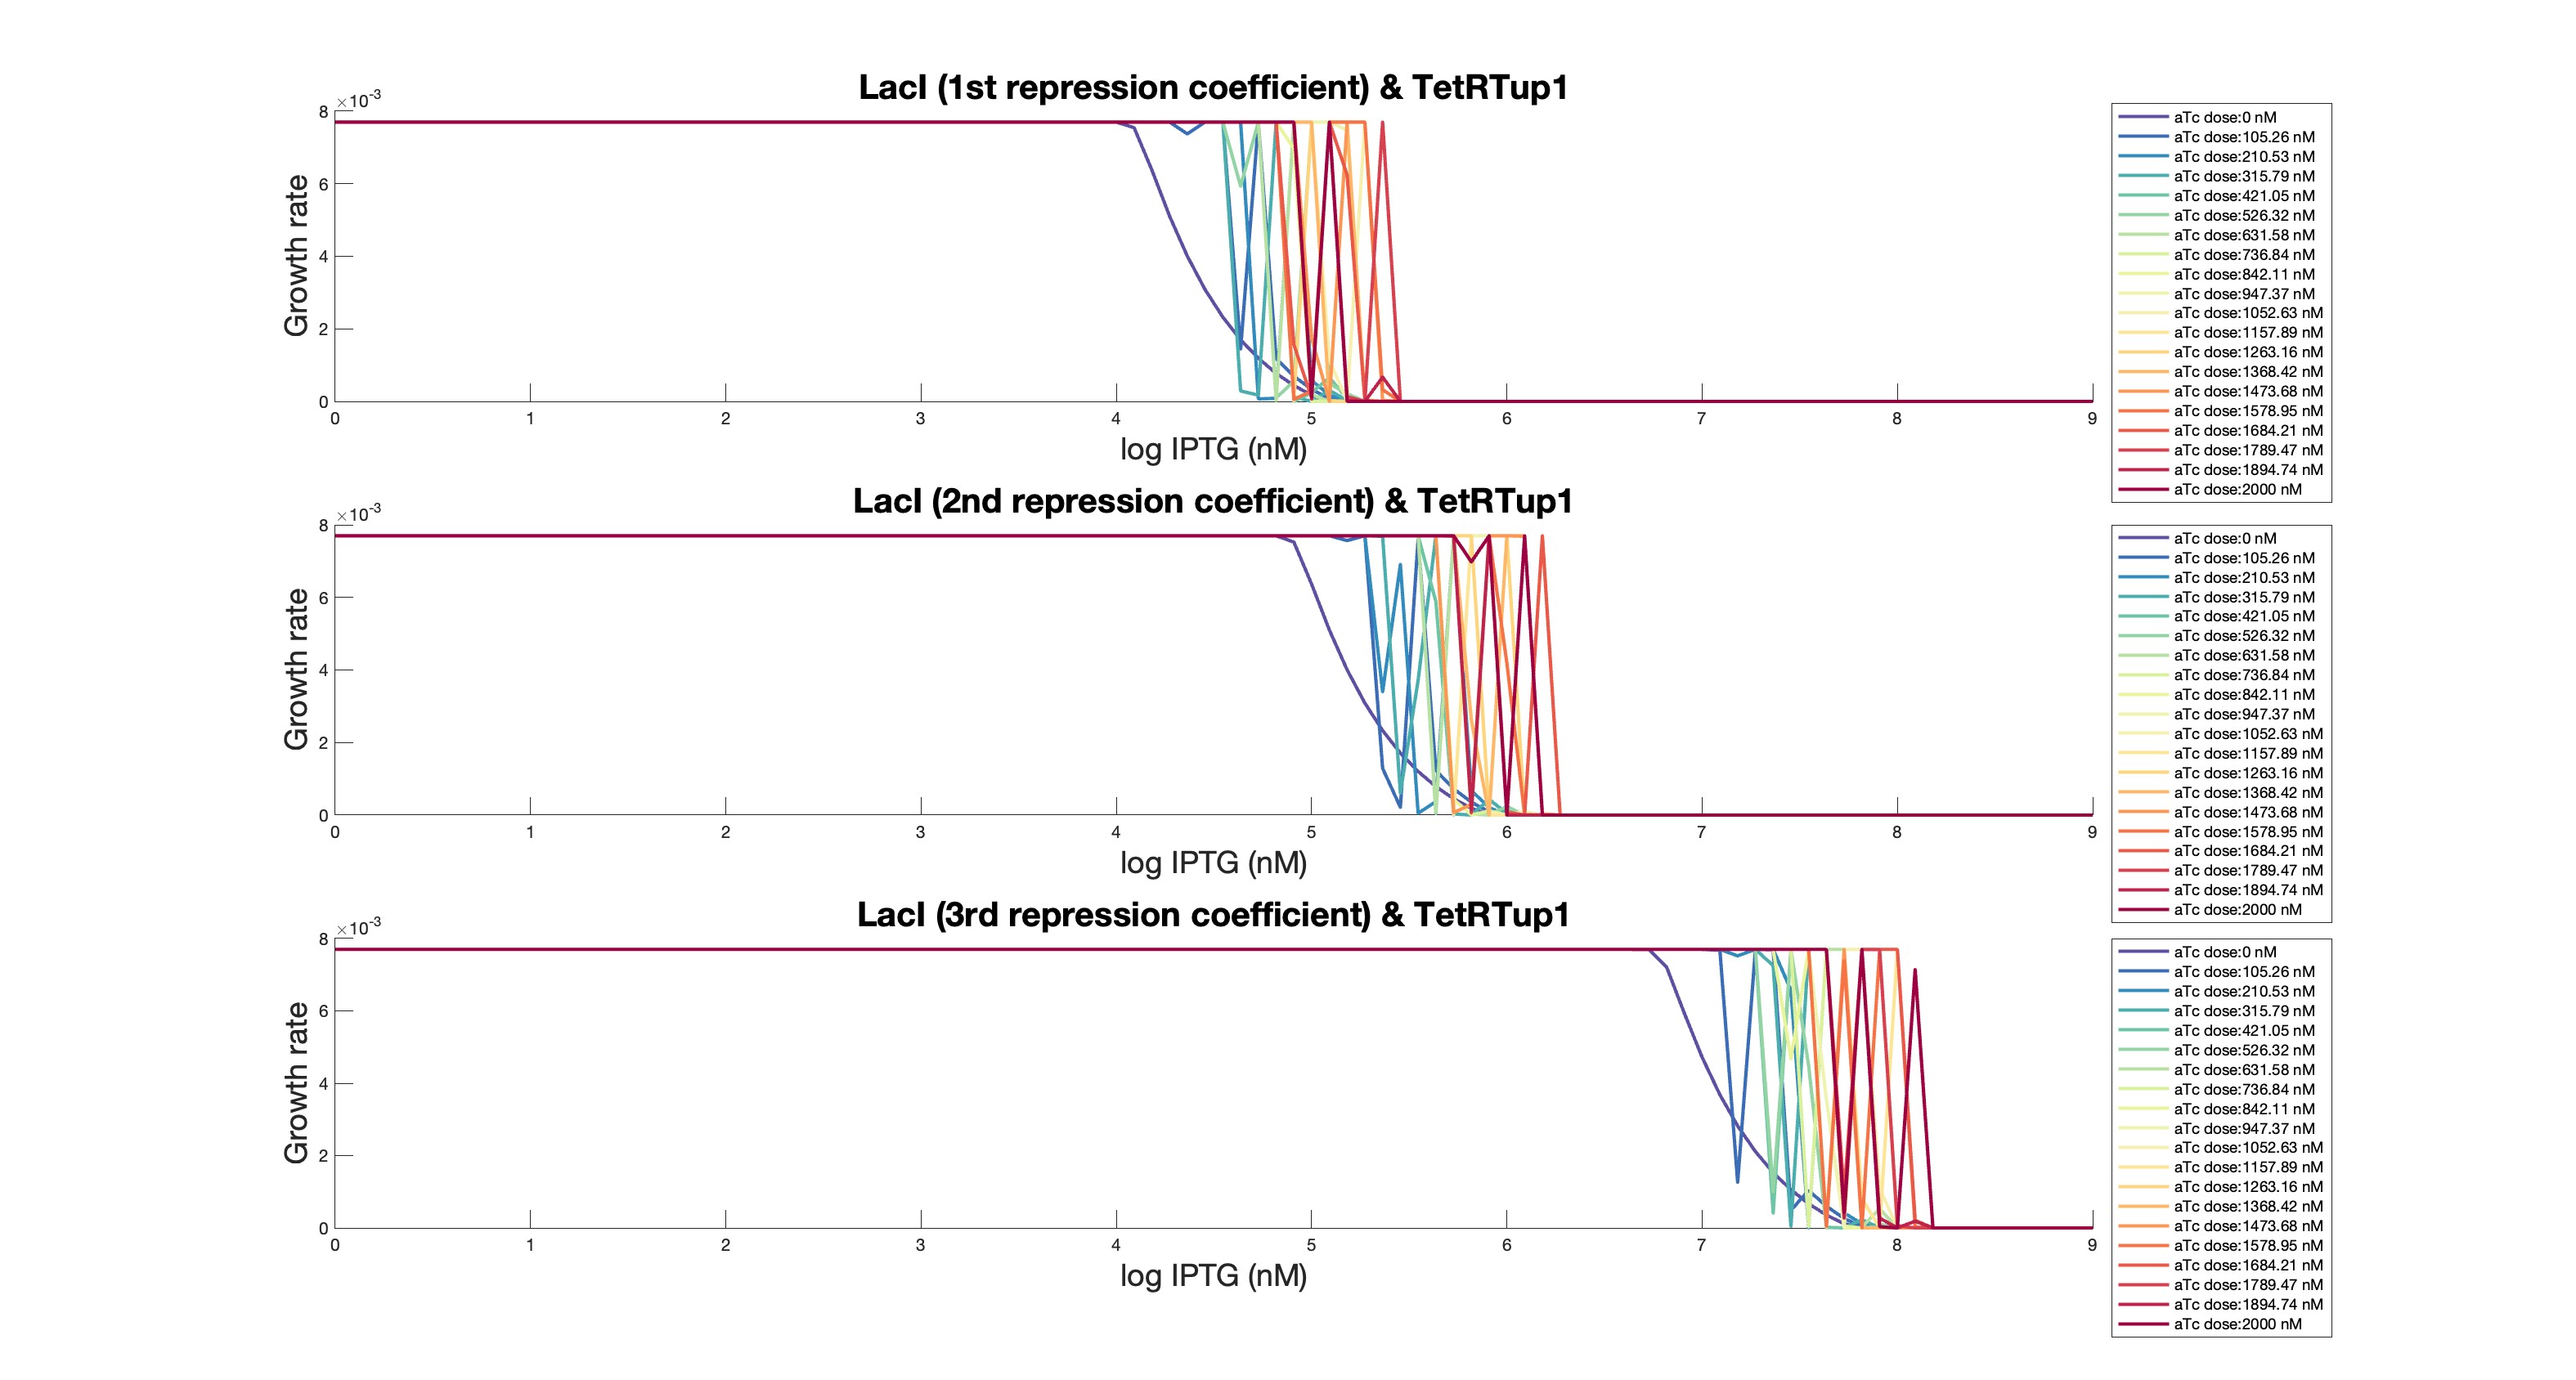 LacI (1st repression coefficient) & TetRTup1
×10-3
8
6
4
2
0
Growth rate
0 1 2 3 4 5 6 7 8 9
log IPTG (nM)
aTc dose:0 nM
aTc dose:105.26 nM
aTc dose:210.53 nM
aTc dose:315.79 nM
aTc dose:421.05 nM
aTc dose:526.32 nM
aTc dose:631.58 nM
aTc dose:736.84 nM
aTc dose:842.11 nM
aTc dose:947.37 nM
aTc dose:1052.63 nM
aTc dose:1157.89 nM
aTc dose:1263.16 nM
aTc dose:1368.42 nM
aTc dose:1473.68 nM
aTc dose:1578.95 nM
aTc dose:1684.21 nM
aTc dose:1789.47 nM
aTc dose:1894.74 nM
aTc dose:2000 nM
LacI (2nd repression coefficient) & TetRTup1
×10-3
8
6
4
2
0
Growth rate
0 1 2 3 4 5 6 7 8 9
log IPTG (nM)
aTc dose:0 nM
aTc dose:105.26 nM
aTc dose:210.53 nM
aTc dose:315.79 nM
aTc dose:421.05 nM
aTc dose:526.32 nM
aTc dose:631.58 nM
aTc dose:736.84 nM
aTc dose:842.11 nM
aTc dose:947.37 nM
aTc dose:1052.63 nM
aTc dose:1157.89 nM
aTc dose:1263.16 nM
aTc dose:1368.42 nM
aTc dose:1473.68 nM
aTc dose:1578.95 nM
aTc dose:1684.21 nM
aTc dose:1789.47 nM
aTc dose:1894.74 nM
aTc dose:2000 nM
LacI (3rd repression coefficient) & TetRTup1
×10-3
8
6
4
2
0
Growth rate
0 1 2 3 4 5 6 7 8 9
log IPTG (nM)
aTc dose:0 nM
aTc dose:105.26 nM
aTc dose:210.53 nM
aTc dose:315.79 nM
aTc dose:421.05 nM
aTc dose:526.32 nM
aTc dose:631.58 nM
aTc dose:736.84 nM
aTc dose:842.11 nM
aTc dose:947.37 nM
aTc dose:1052.63 nM
aTc dose:1157.89 nM
aTc dose:1263.16 nM
aTc dose:1368.42 nM
aTc dose:1473.68 nM
aTc dose:1578.95 nM
aTc dose:1684.21 nM
aTc dose:1789.47 nM
aTc dose:1894.74 nM
aTc dose:2000 nM